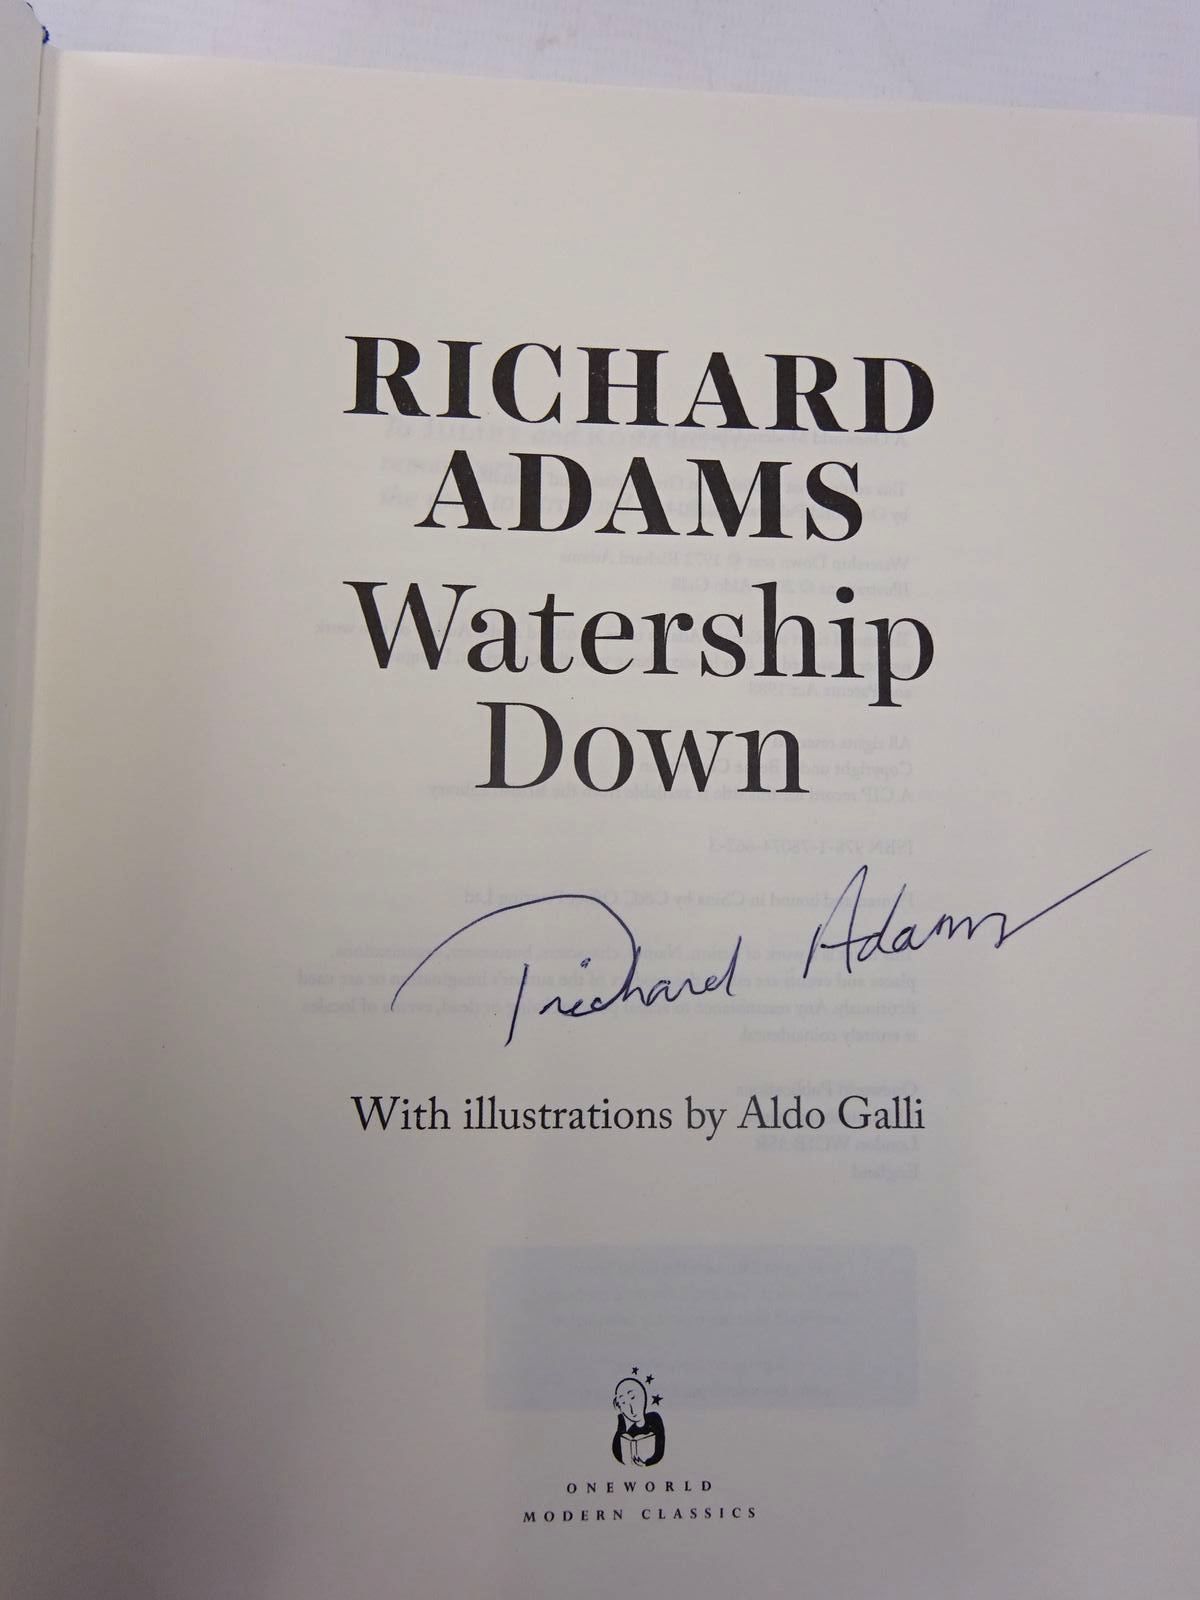 RICHARD
ADAMS
Watership
Down
Richard Adams
With illustrations by Aldo Galli
ONEWORLD
MODERN CLASSICS